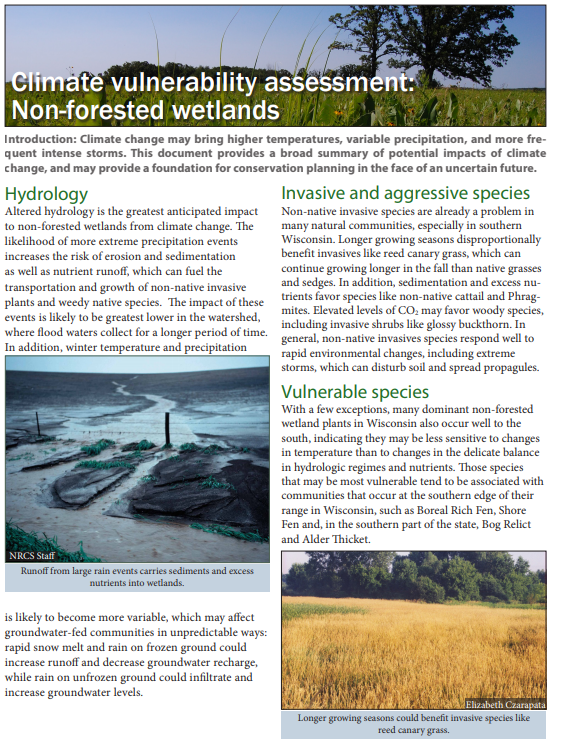 Climate vulnerability assessment:
Non-forested wetlands
Introduction: Climate change may bring higher temperatures, variable precipitation, and more fre-
quent intense storms. This document provides a broad summary of potential impacts of climate
change, and may provide a foundation for conservation planning in the face of an uncertain future.
Hydrology
Altered hydrology is the greatest anticipated impact
to non-forested wetlands from climate change. The
likelihood of more extreme precipitation events
increases the risk of erosion and sedimentation
as well as nutrient runoff, which can fuel the
transportation and growth of non-native invasive
plants and weedy native species. The impact of these
events is likely to be greatest lower in the watershed,
where flood waters collect for a longer period of time.
In addition, winter temperature and precipitation
NRCS Staff
Runoff from large rain events carries sediments and excess
nutrients into wetlands.
is likely to become more variable, which may affect
groundwater-fed communities in unpredictable ways:
rapid snow melt and rain on frozen ground could
increase runoff and decrease groundwater recharge,
while rain on unfrozen ground could infiltrate and
increase groundwater levels.
Invasive and aggressive species
Non-native invasive species are already a problem in
many natural communities, especially in southern
Wisconsin. Longer growing seasons disproportionally
benefit invasives like reed canary grass, which can
continue growing longer in the fall than native grasses
and sedges. In addition, sedimentation and excess nu-
trients favor species like non-native cattail and Phrag-
mites. Elevated levels of CO₂ may favor woody species,
including invasive shrubs like glossy buckthorn. In
general, non-native invasives species respond well to
rapid environmental changes, including extreme
storms, which can disturb soil and spread propagules.
Vulnerable species
With a few exceptions, many dominant non-forested
wetland plants in Wisconsin also occur well to the
south, indicating they may be less sensitive to changes
in temperature than to changes in the delicate balance
in hydrologic regimes and nutrients. Those species
that may be most vulnerable tend to be associated with
communities that occur at the southern edge of their
range in Wisconsin, such as Boreal Rich Fen, Shore
Fen and, in the southern part of the state, Bog Relict
and Alder Thicket.
Elizabeth Czarapata
Longer growing seasons could benefit invasive species like
reed canary grass.